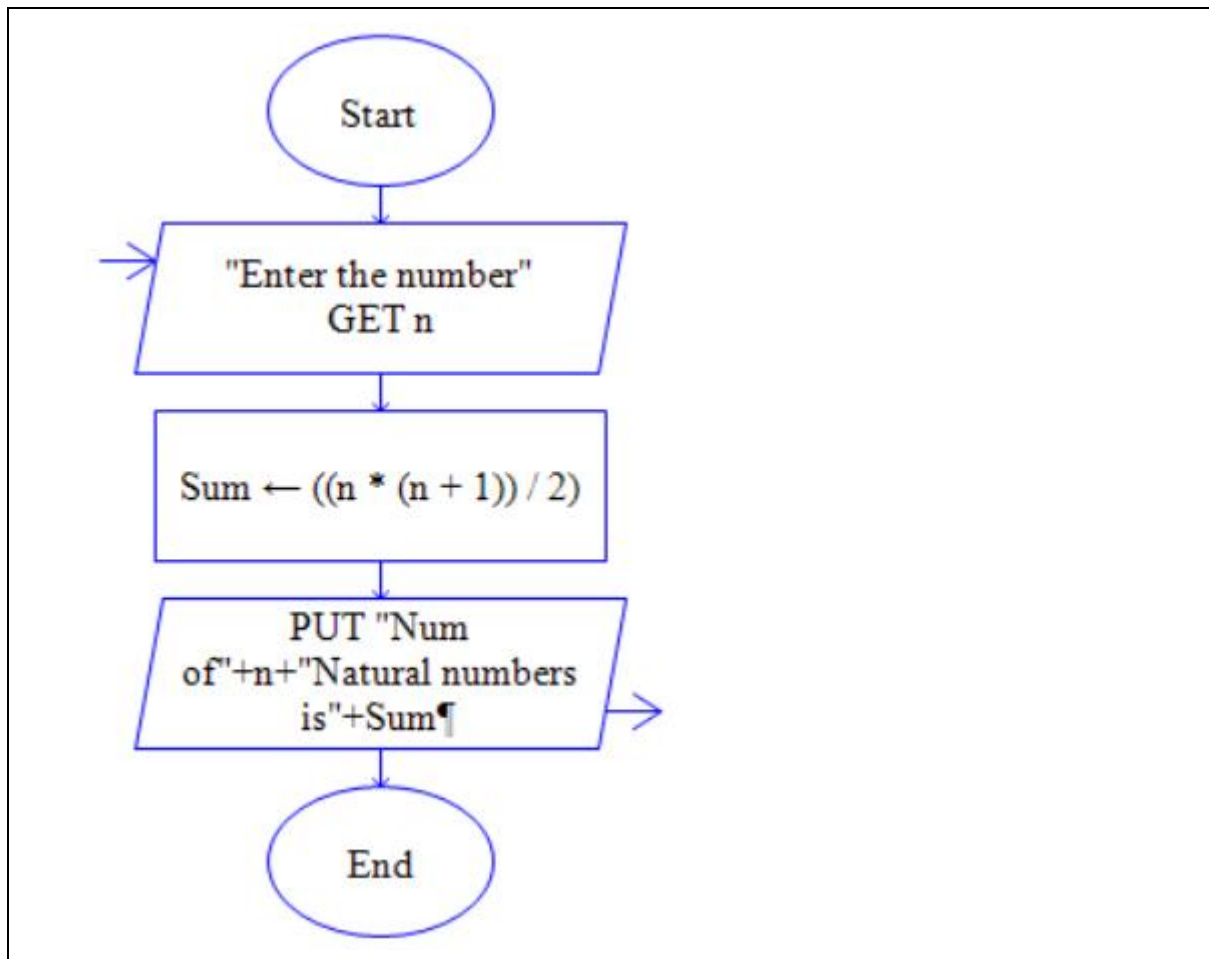 Start
"Enter the number"
GET n
Sum ← ((n * (n + 1)) / 2)
PUT "Num
of"+n+"Natural numbers
is"+Sum¶
End